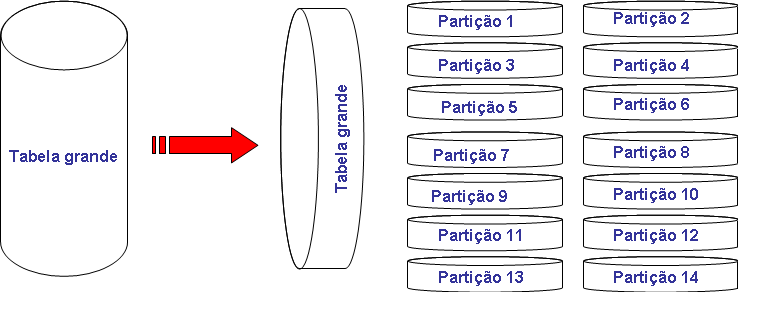 Tabela grande
Tabela grande
Partição 1
Partição 2
Partição 3
Partição 4
Partição 5
Partição 6
Partição 7
Partição 8
Partição 9
Partição 10
Partição 11
Partição 12
Partição 13
Partição 14